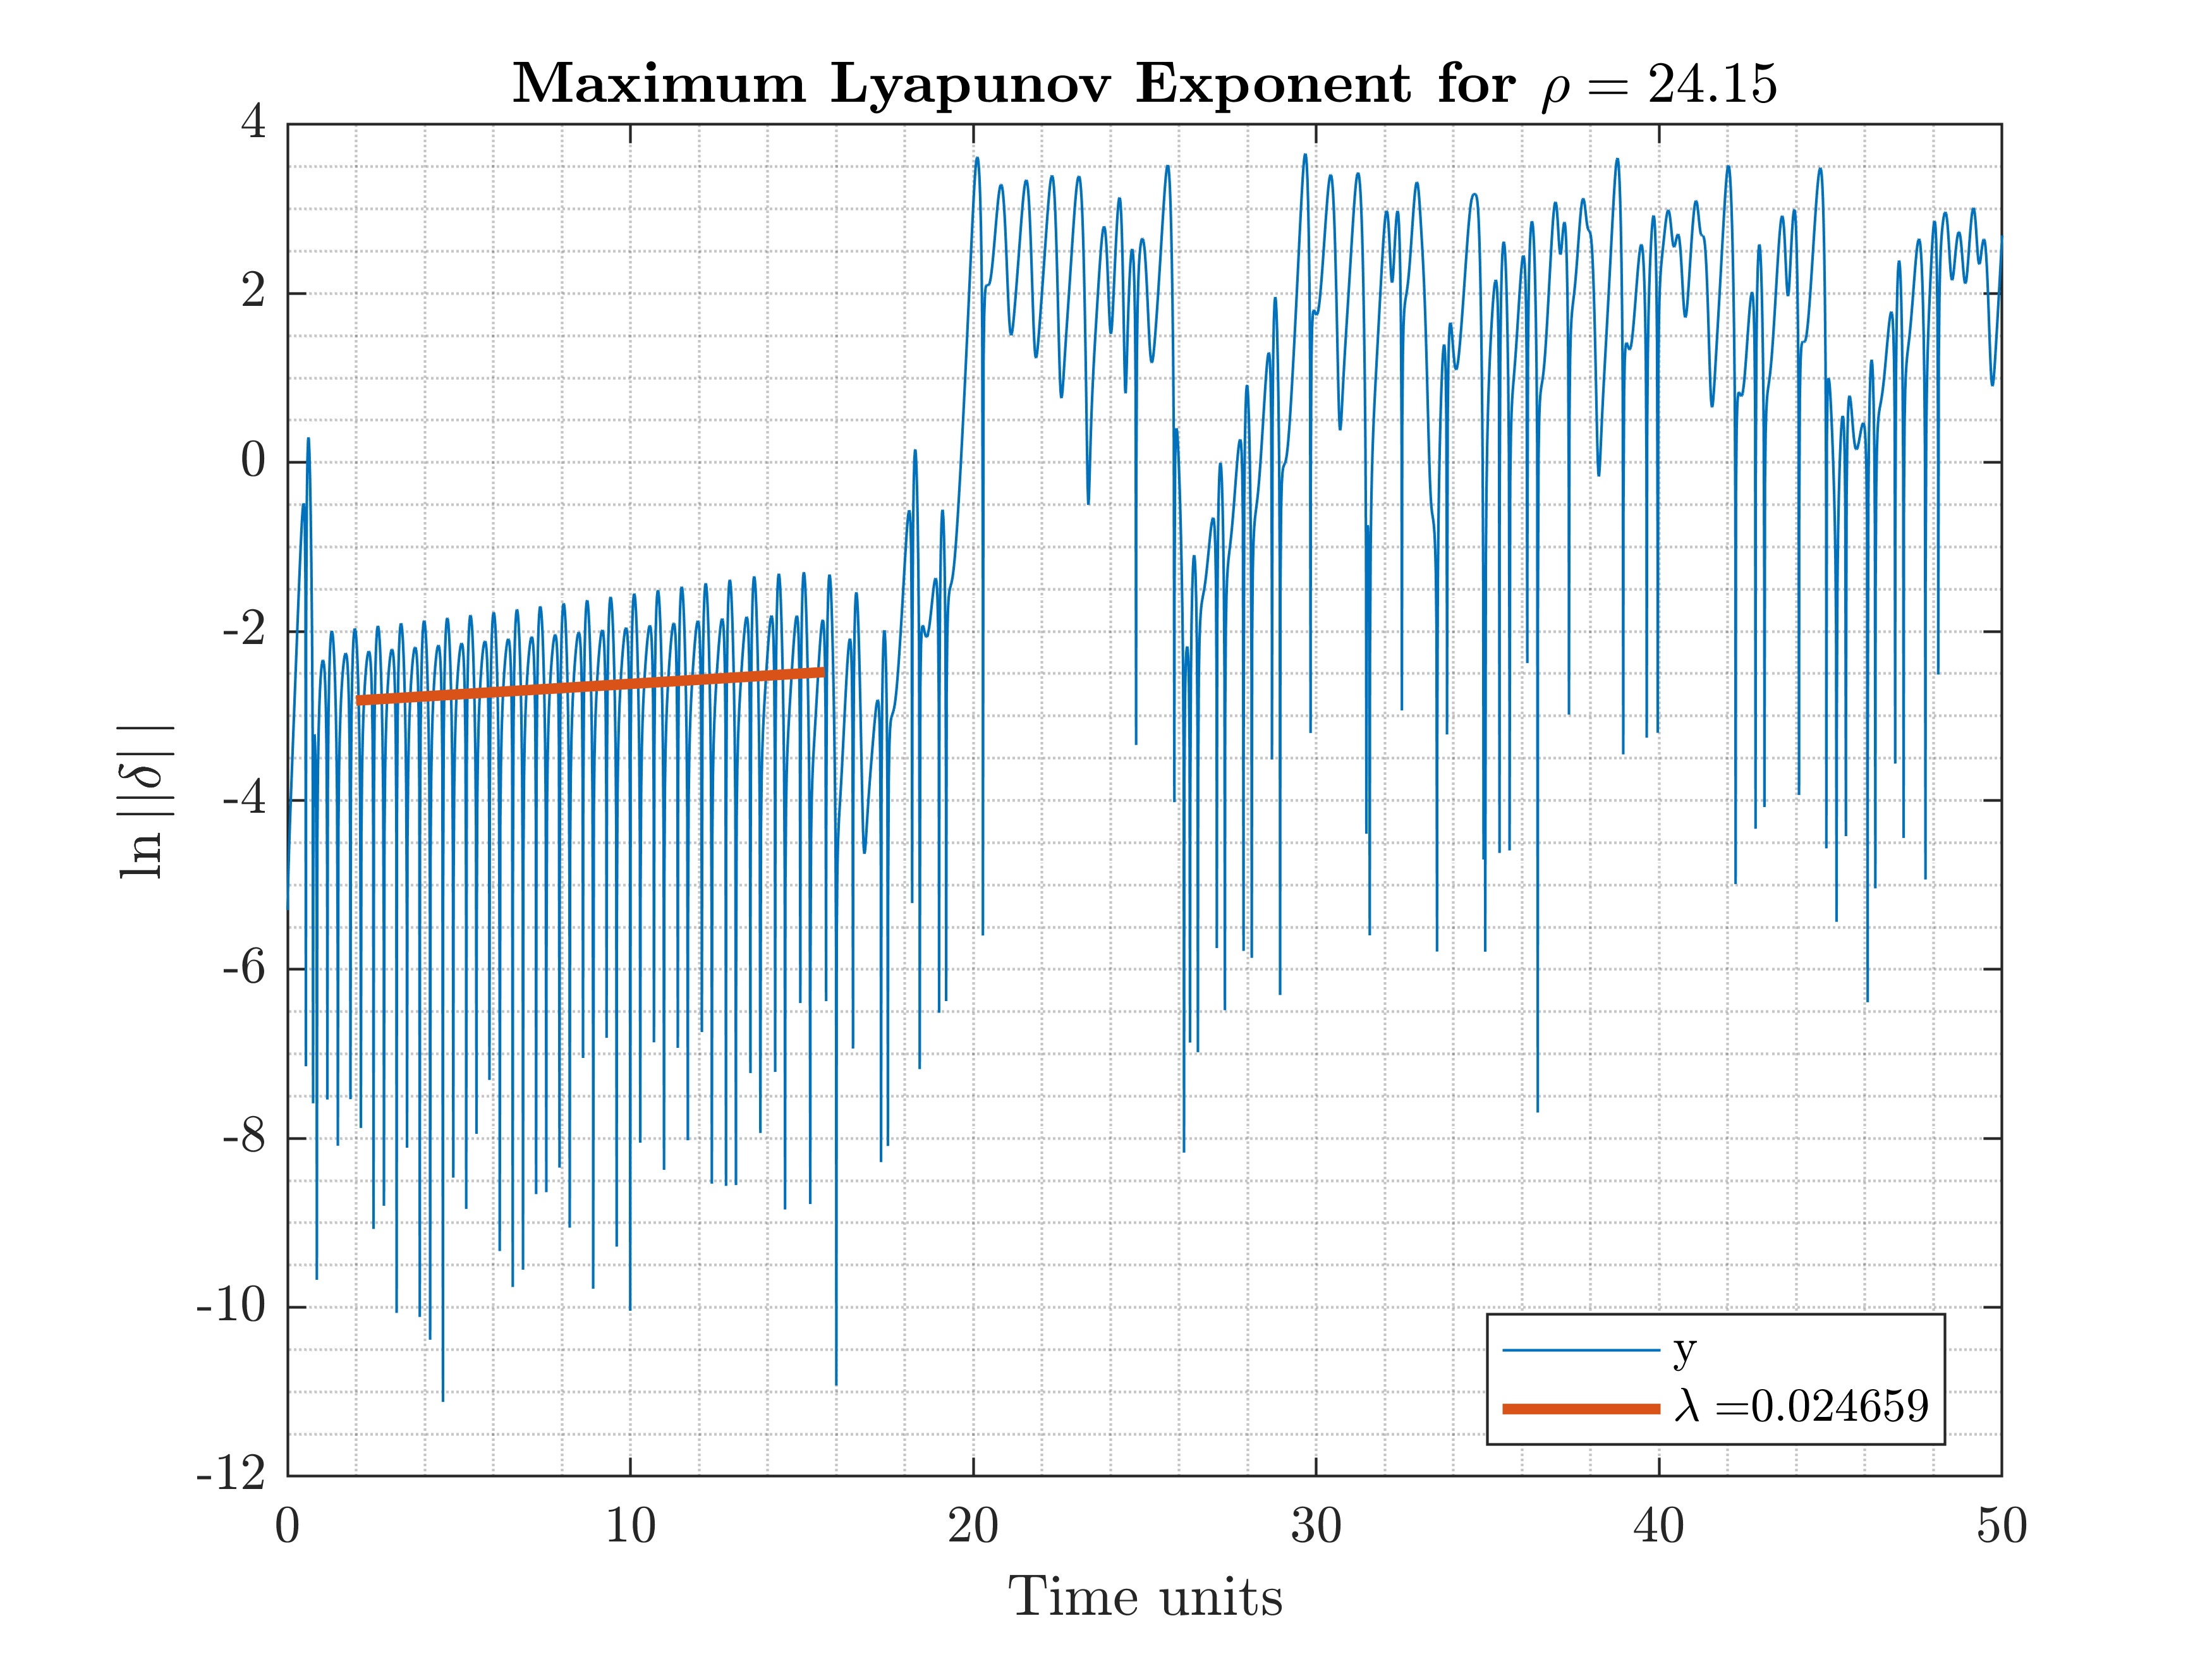 Maximum Lyapunov Exponent for ρ = 24.15
4
2
0
-2
-4
-6
-8
-10
-12
ln ||δ||
0 10 20 30 40 50
Time units
y
λ =0.024659